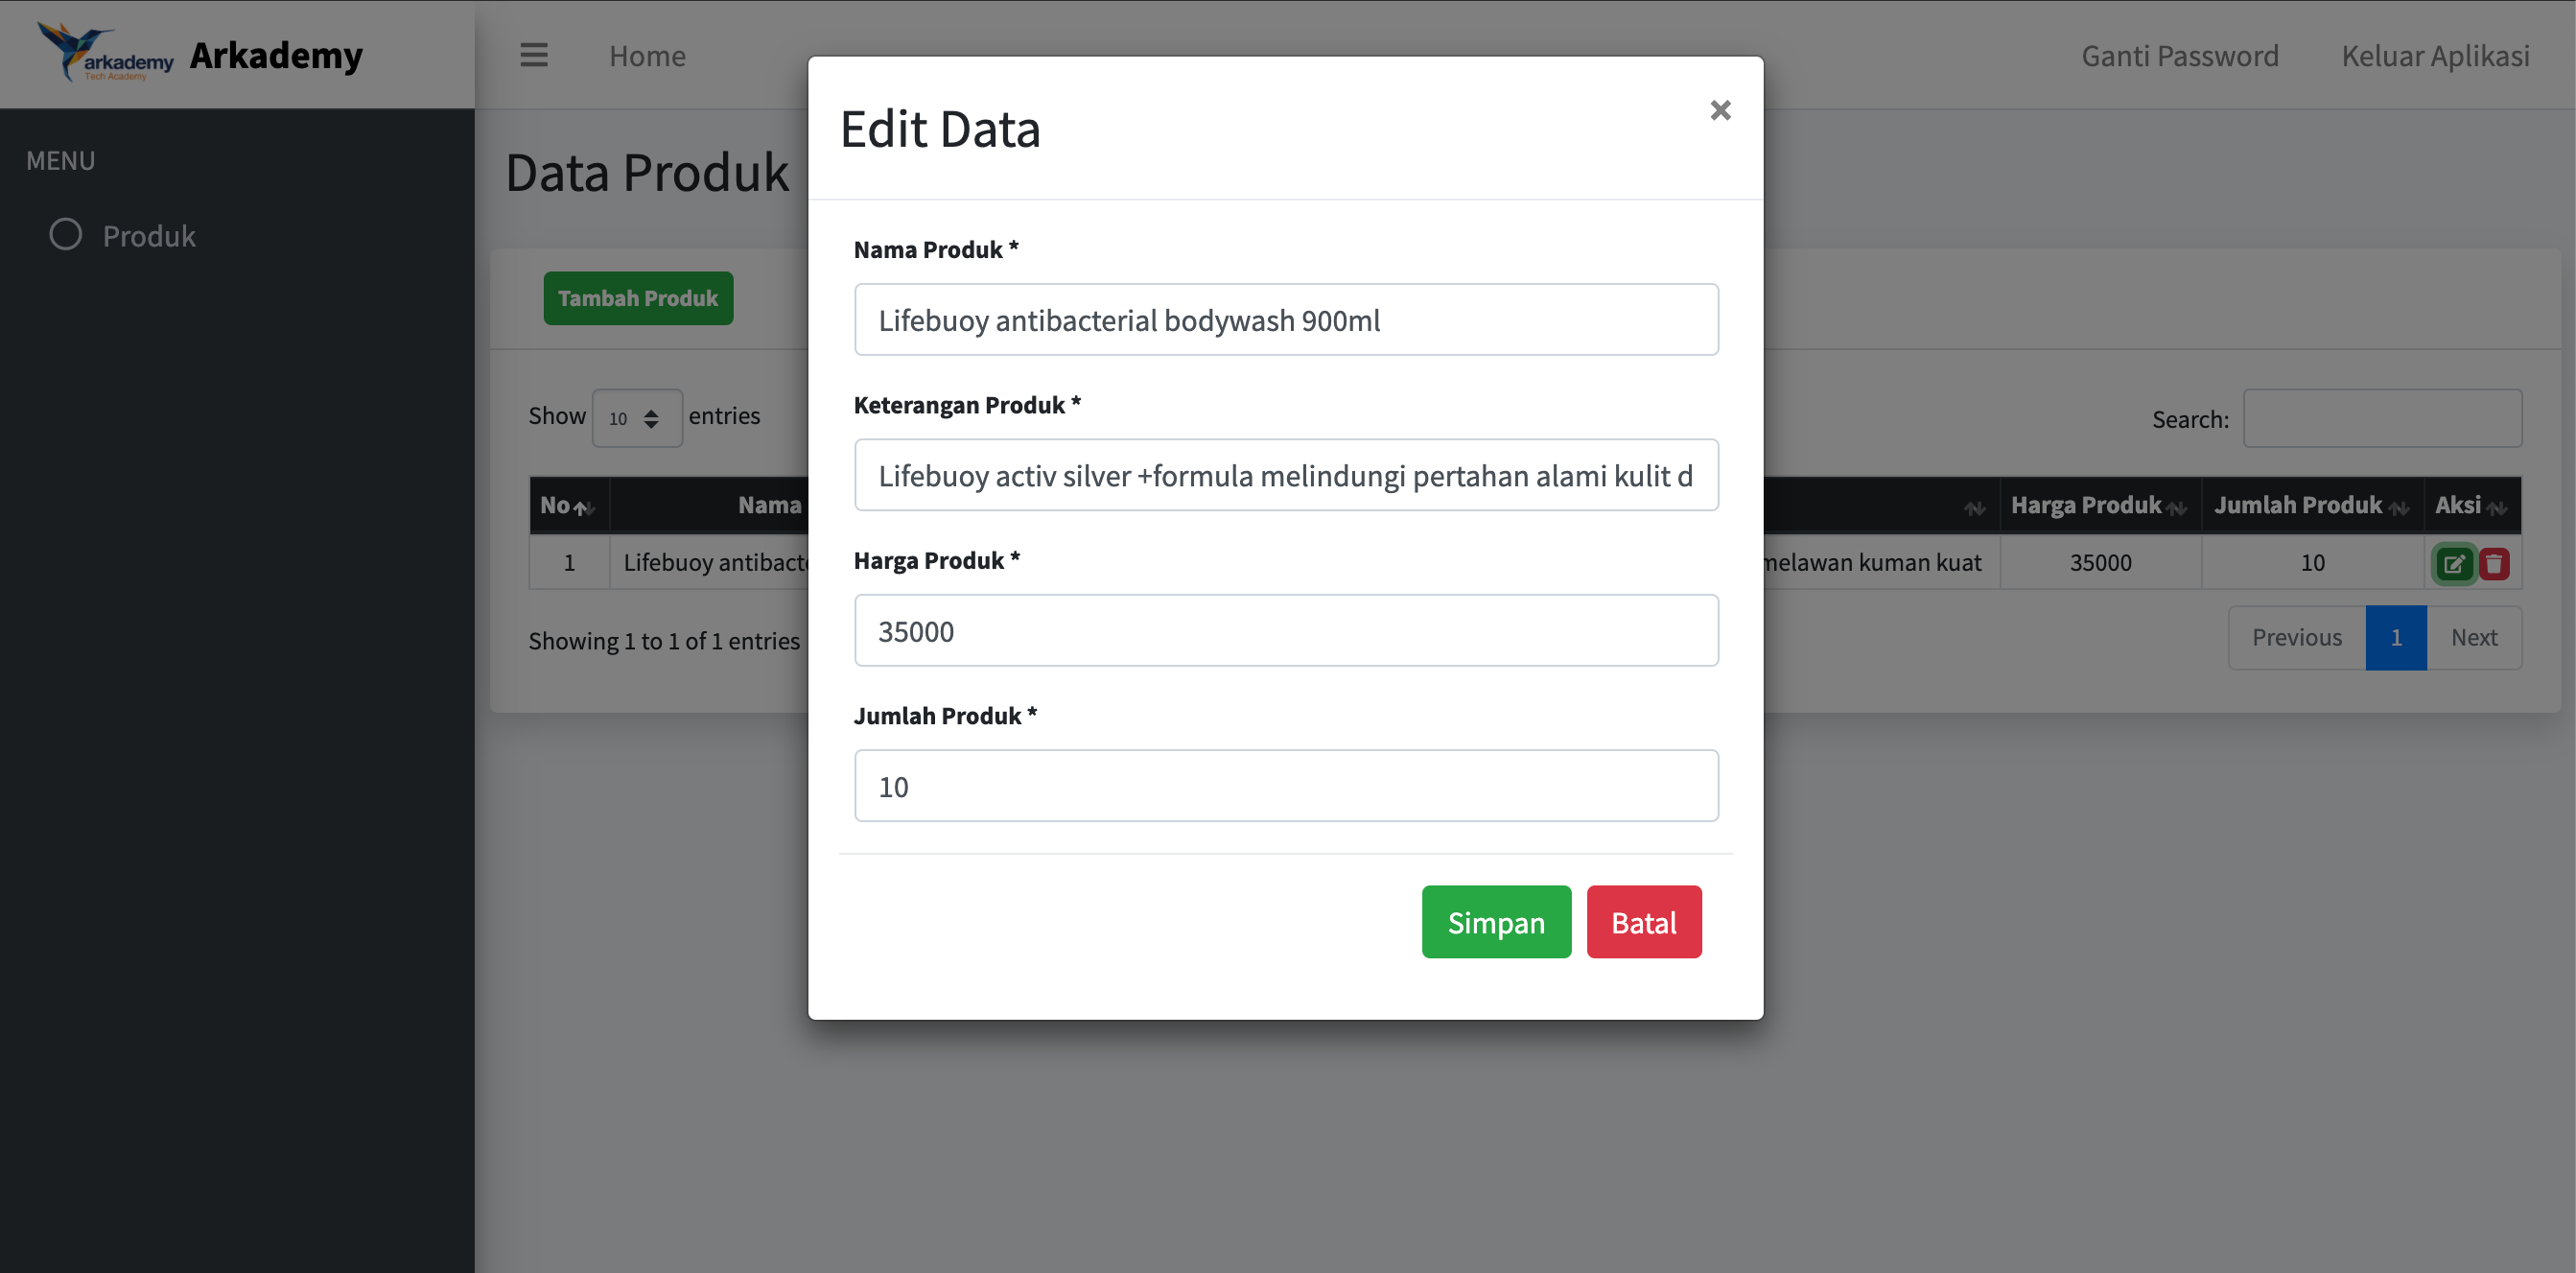 arkademy
Tech Academy
Arkademy
Home
Ganti Password
Keluar Aplikasi
MENU
Produk
Data Produk
Tambah Produk
Show 10 entries
Search:
No Nama Harga Produk Jumlah Produk Aksi
1 Lifebuoy melawan kuman kuat 35000 10
Showing 1 to 1 of 1 entries
Previous 1 Next
Edit Data
×
Nama Produk *
Lifebuoy antibacterial bodywash 900ml
Keterangan Produk *
Lifebuoy activ silver +formula melindungi pertahan alami kulit d
Harga Produk *
35000
Jumlah Produk *
10
Simpan Batal